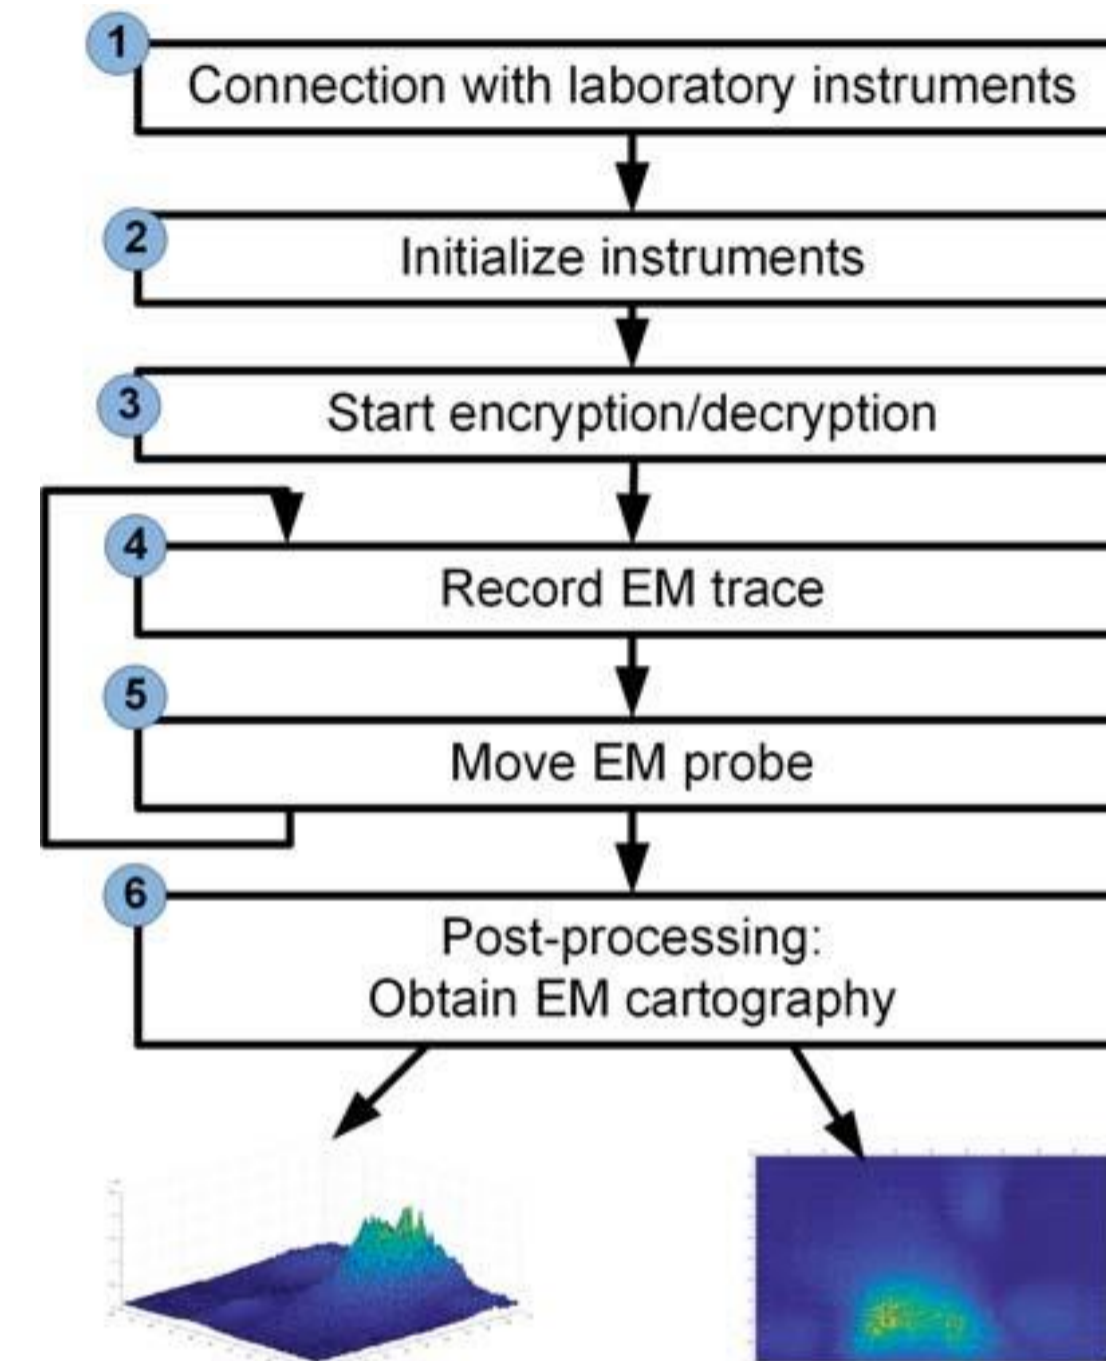 1
Connection with laboratory instruments
2
Initialize instruments
3
Start encryption/decryption
4
Record EM trace
5
Move EM probe
6
Post-processing:
Obtain EM cartography